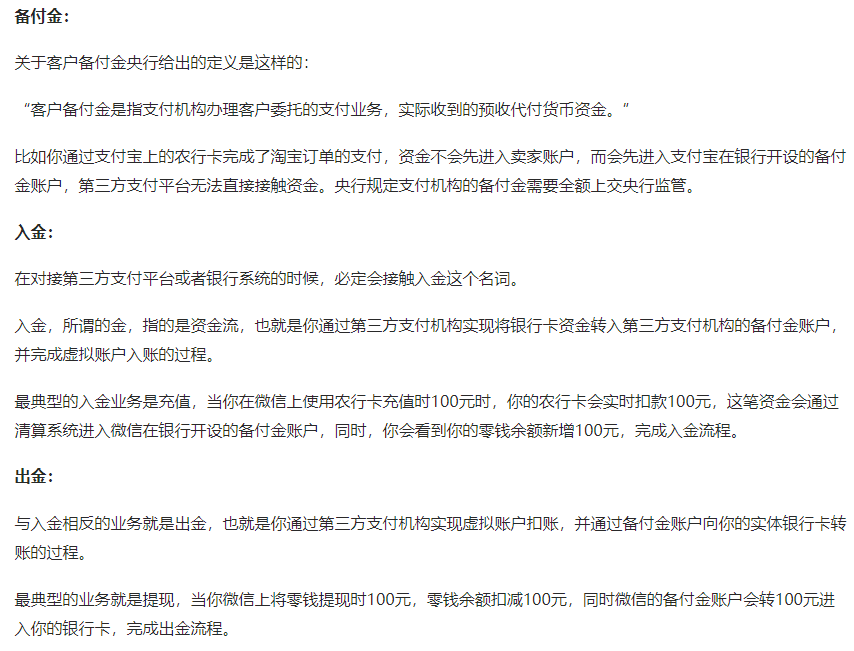 备付金：
关于客户备付金央行给出的定义是这样的：
“客户备付金是指支付机构办理客户委托的支付业务，实际收到的预收代付货币资金。”
比如你通过支付宝上的农行卡完成了淘宝订单的支付，资金不会先进入卖家账户，而会先进入支付宝在银行开设的备付
金账户，第三方支付平台无法直接接触资金。央行规定支付机构的备付金需要全额上交央行监管。
入金：
在对接第三方支付平台或者银行系统的时候，必定会接触入金这个名词。
入金，所谓的金，指的是资金流，也就是你通过第三方支付机构实现将银行卡资金转入第三方支付机构的备付金账户，
并完成虚拟账户入账的过程。
最典型的入金业务是充值，当你在微信上使用农行卡充值时100元时，你的农行卡会实时扣款100元，这笔资金会通过
清算系统进入微信在银行开设的备付金账户，同时，你会看到你的零钱余额新增100元，完成入金流程。
出金：
与入金相反的业务就是出金，也就是你通过第三方支付机构实现虚拟账户扣账，并通过备付金账户向你的实体银行卡转
账的过程。
最典型的业务就是提现，当你微信上将零钱提现时100元，零钱余额扣减100元，同时微信的备付金账户会转100元进
入你的银行卡，完成出金流程。